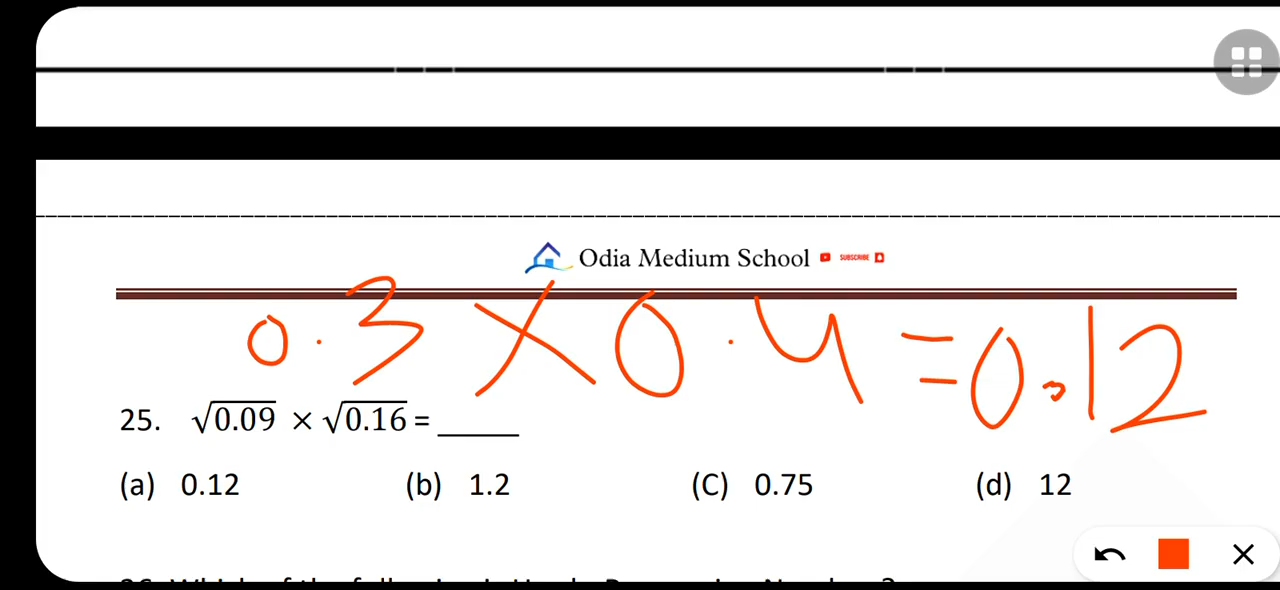 Odia Medium School SUBSCRIBE
0.3 × 0.4 = 0.12
25. √0.09 × √0.16 = _____
(a) 0.12 (b) 1.2 (C) 0.75 (d) 12